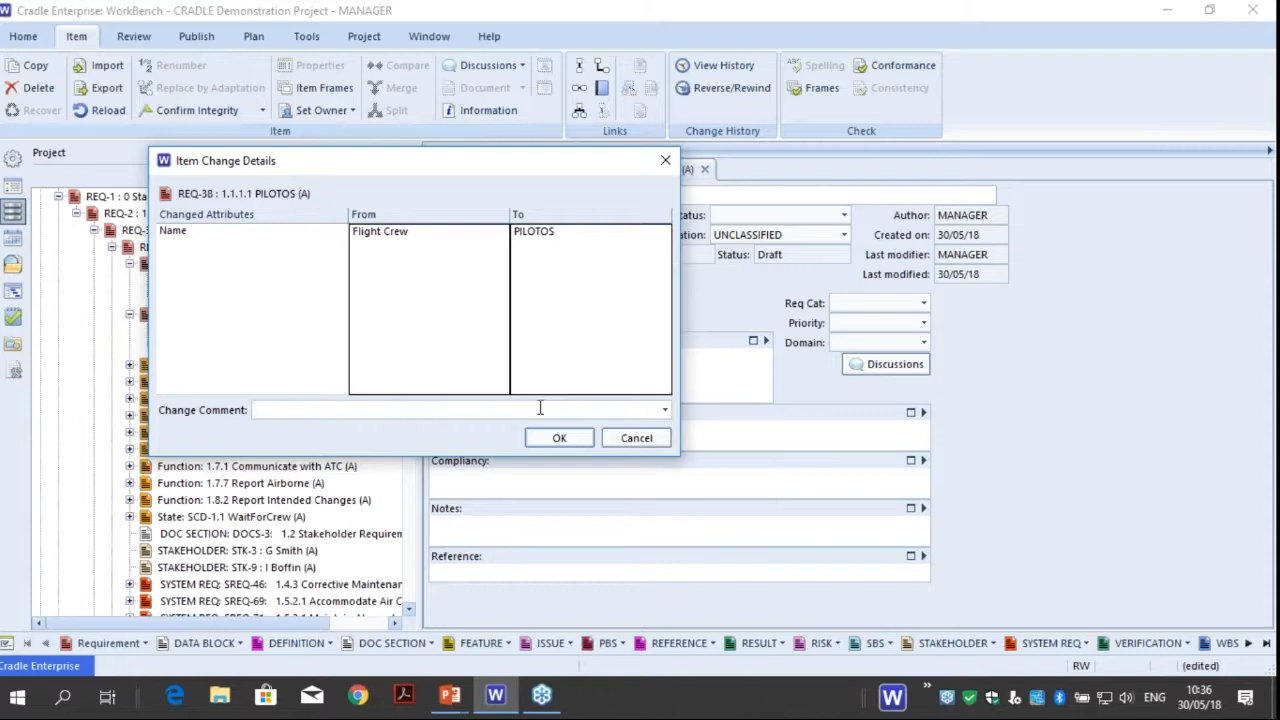 Cradle Enterprise: WorkBench - CRADLE Demonstration Project - MANAGER
Home Item Review Publish Plan Tools Project Window Help
Copy Import Renumber Properties Compare Discussions View History Spelling Conformance
Delete Export Replace by Adaptation Item Frames Merge Document Reverse/Rewind Frames Consistency
Recover Reload Confirm Integrity Set Owner Split Information
Item Links Change History Check
Project
(A)
Item Change Details
REQ-38 : 1.1.1.1 PILOTOS (A)
Changed Attributes From To
Name Flight Crew PILOTOS
Change Comment:
OK Cancel
REQ-1 : 0 Sta
REQ-2 : 1
REQ-3
atus: Author: MANAGER
ation: UNCLASSIFIED Created on: 30/05/18
Status: Draft Last modifier: MANAGER
Last modified: 30/05/18
Req Cat:
Priority:
Domain:
Discussions
Compliancy:
Notes:
Reference:
Function: 1.7.1 Communicate with ATC (A)
Function: 1.7.7 Report Airborne (A)
Function: 1.8.2 Report Intended Changes (A)
State: SCD-1.1 WaitForCrew (A)
DOC SECTION: DOCS-3: 1.2 Stakeholder Requirem
STAKEHOLDER: STK-3 : G Smith (A)
STAKEHOLDER: STK-9 : I Boffin (A)
SYSTEM REQ: SREQ-46: 1.4.3 Corrective Maintenar
SYSTEM REQ: SREQ-69: 1.5.2.1 Accommodate Air C
Requirement DATA BLOCK DEFINITION DOC SECTION FEATURE ISSUE PBS REFERENCE RESULT RISK SBS STAKEHOLDER SYSTEM REQ VERIFICATION WBS
Cradle Enterprise RW (edited)
ENG 10:36
30/05/18